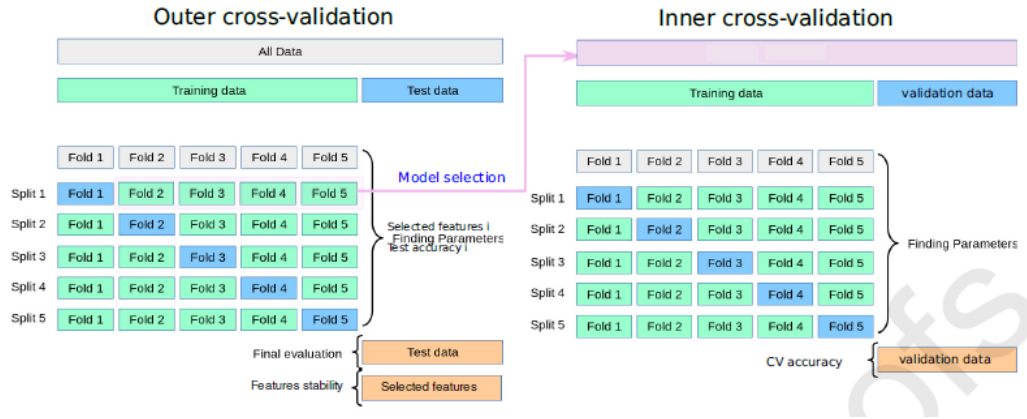 Outer cross-validation
All Data
Training data
Test data
Fold 1 Fold 2 Fold 3 Fold 4 Fold 5
Split 1 Fold 1 Fold 2 Fold 3 Fold 4 Fold 5
Split 2 Fold 1 Fold 2 Fold 3 Fold 4 Fold 5
Split 3 Fold 1 Fold 2 Fold 3 Fold 4 Fold 5
Split 4 Fold 1 Fold 2 Fold 3 Fold 4 Fold 5
Split 5 Fold 1 Fold 2 Fold 3 Fold 4 Fold 5
Model selection
Selected features i
Finding Parameters
Test accuracy i
Final evaluation
Test data
Features stability
Selected features
Inner cross-validation
Training data
validation data
Fold 1 Fold 2 Fold 3 Fold 4 Fold 5
Split 1 Fold 1 Fold 2 Fold 3 Fold 4 Fold 5
Split 2 Fold 1 Fold 2 Fold 3 Fold 4 Fold 5
Split 3 Fold 1 Fold 2 Fold 3 Fold 4 Fold 5
Split 4 Fold 1 Fold 2 Fold 3 Fold 4 Fold 5
Split 5 Fold 1 Fold 2 Fold 3 Fold 4 Fold 5
Finding Parameters
CV accuracy
validation data
ofs